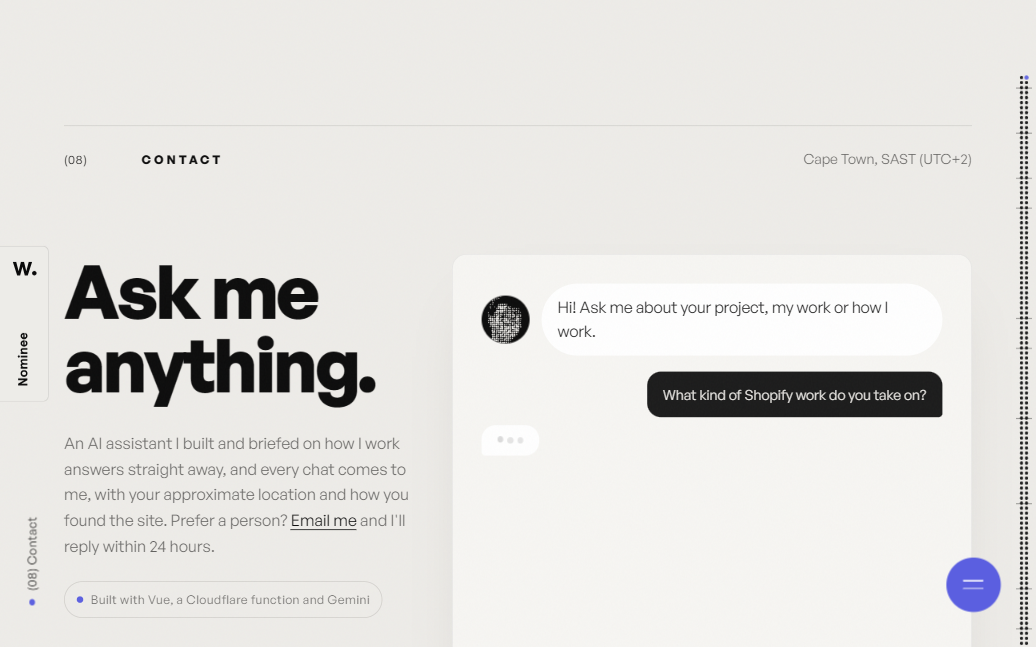 (08)
CONTACT
Cape Town, SAST (UTC+2)
W.
Nominee
Ask me
anything.
An AI assistant I built and briefed on how I work
answers straight away, and every chat comes to
me, with your approximate location and how you
found the site. Prefer a person? Email me and I'll
reply within 24 hours.
Built with Vue, a Cloudflare function and Gemini
(08) Contact
Hi! Ask me about your project, my work or how I
work.
What kind of Shopify work do you take on?